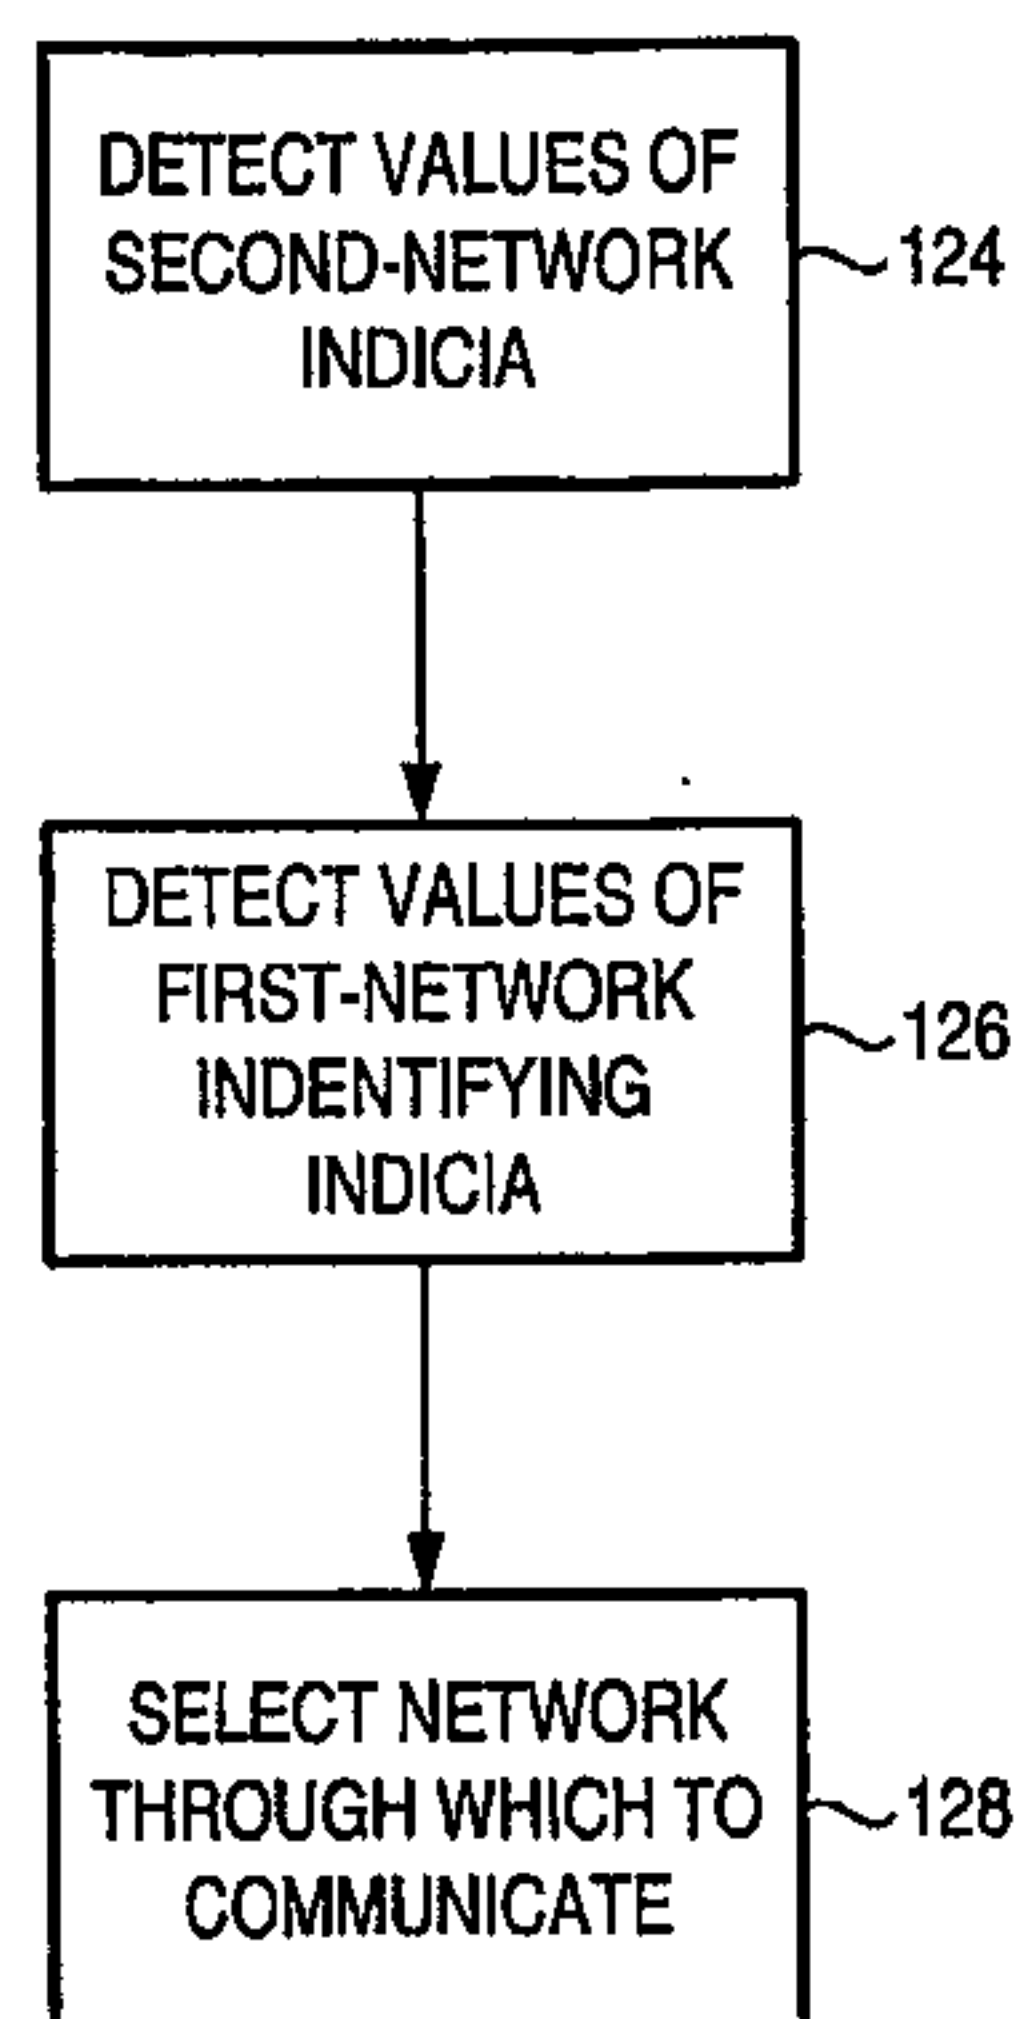 DETECT VALUES OF
SECOND-NETWORK
INDICIA
124
DETECT VALUES OF
FIRST-NETWORK
INDENTIFYING
INDICIA
126
SELECT NETWORK
THROUGH WHICH TO
COMMUNICATE
128